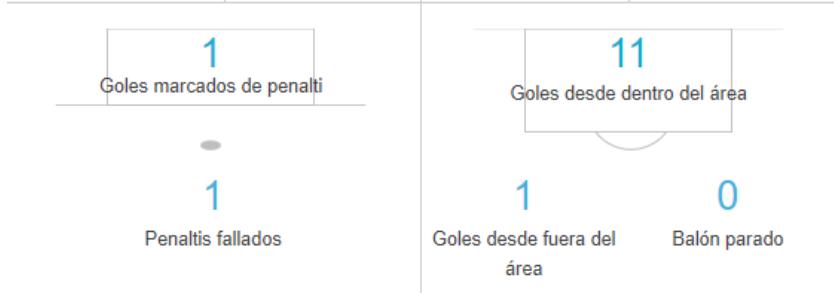 1
Goles marcados de penalti
1
Penaltis fallados
11
Goles desde dentro del área
1
Goles desde fuera del
área
0
Balón parado